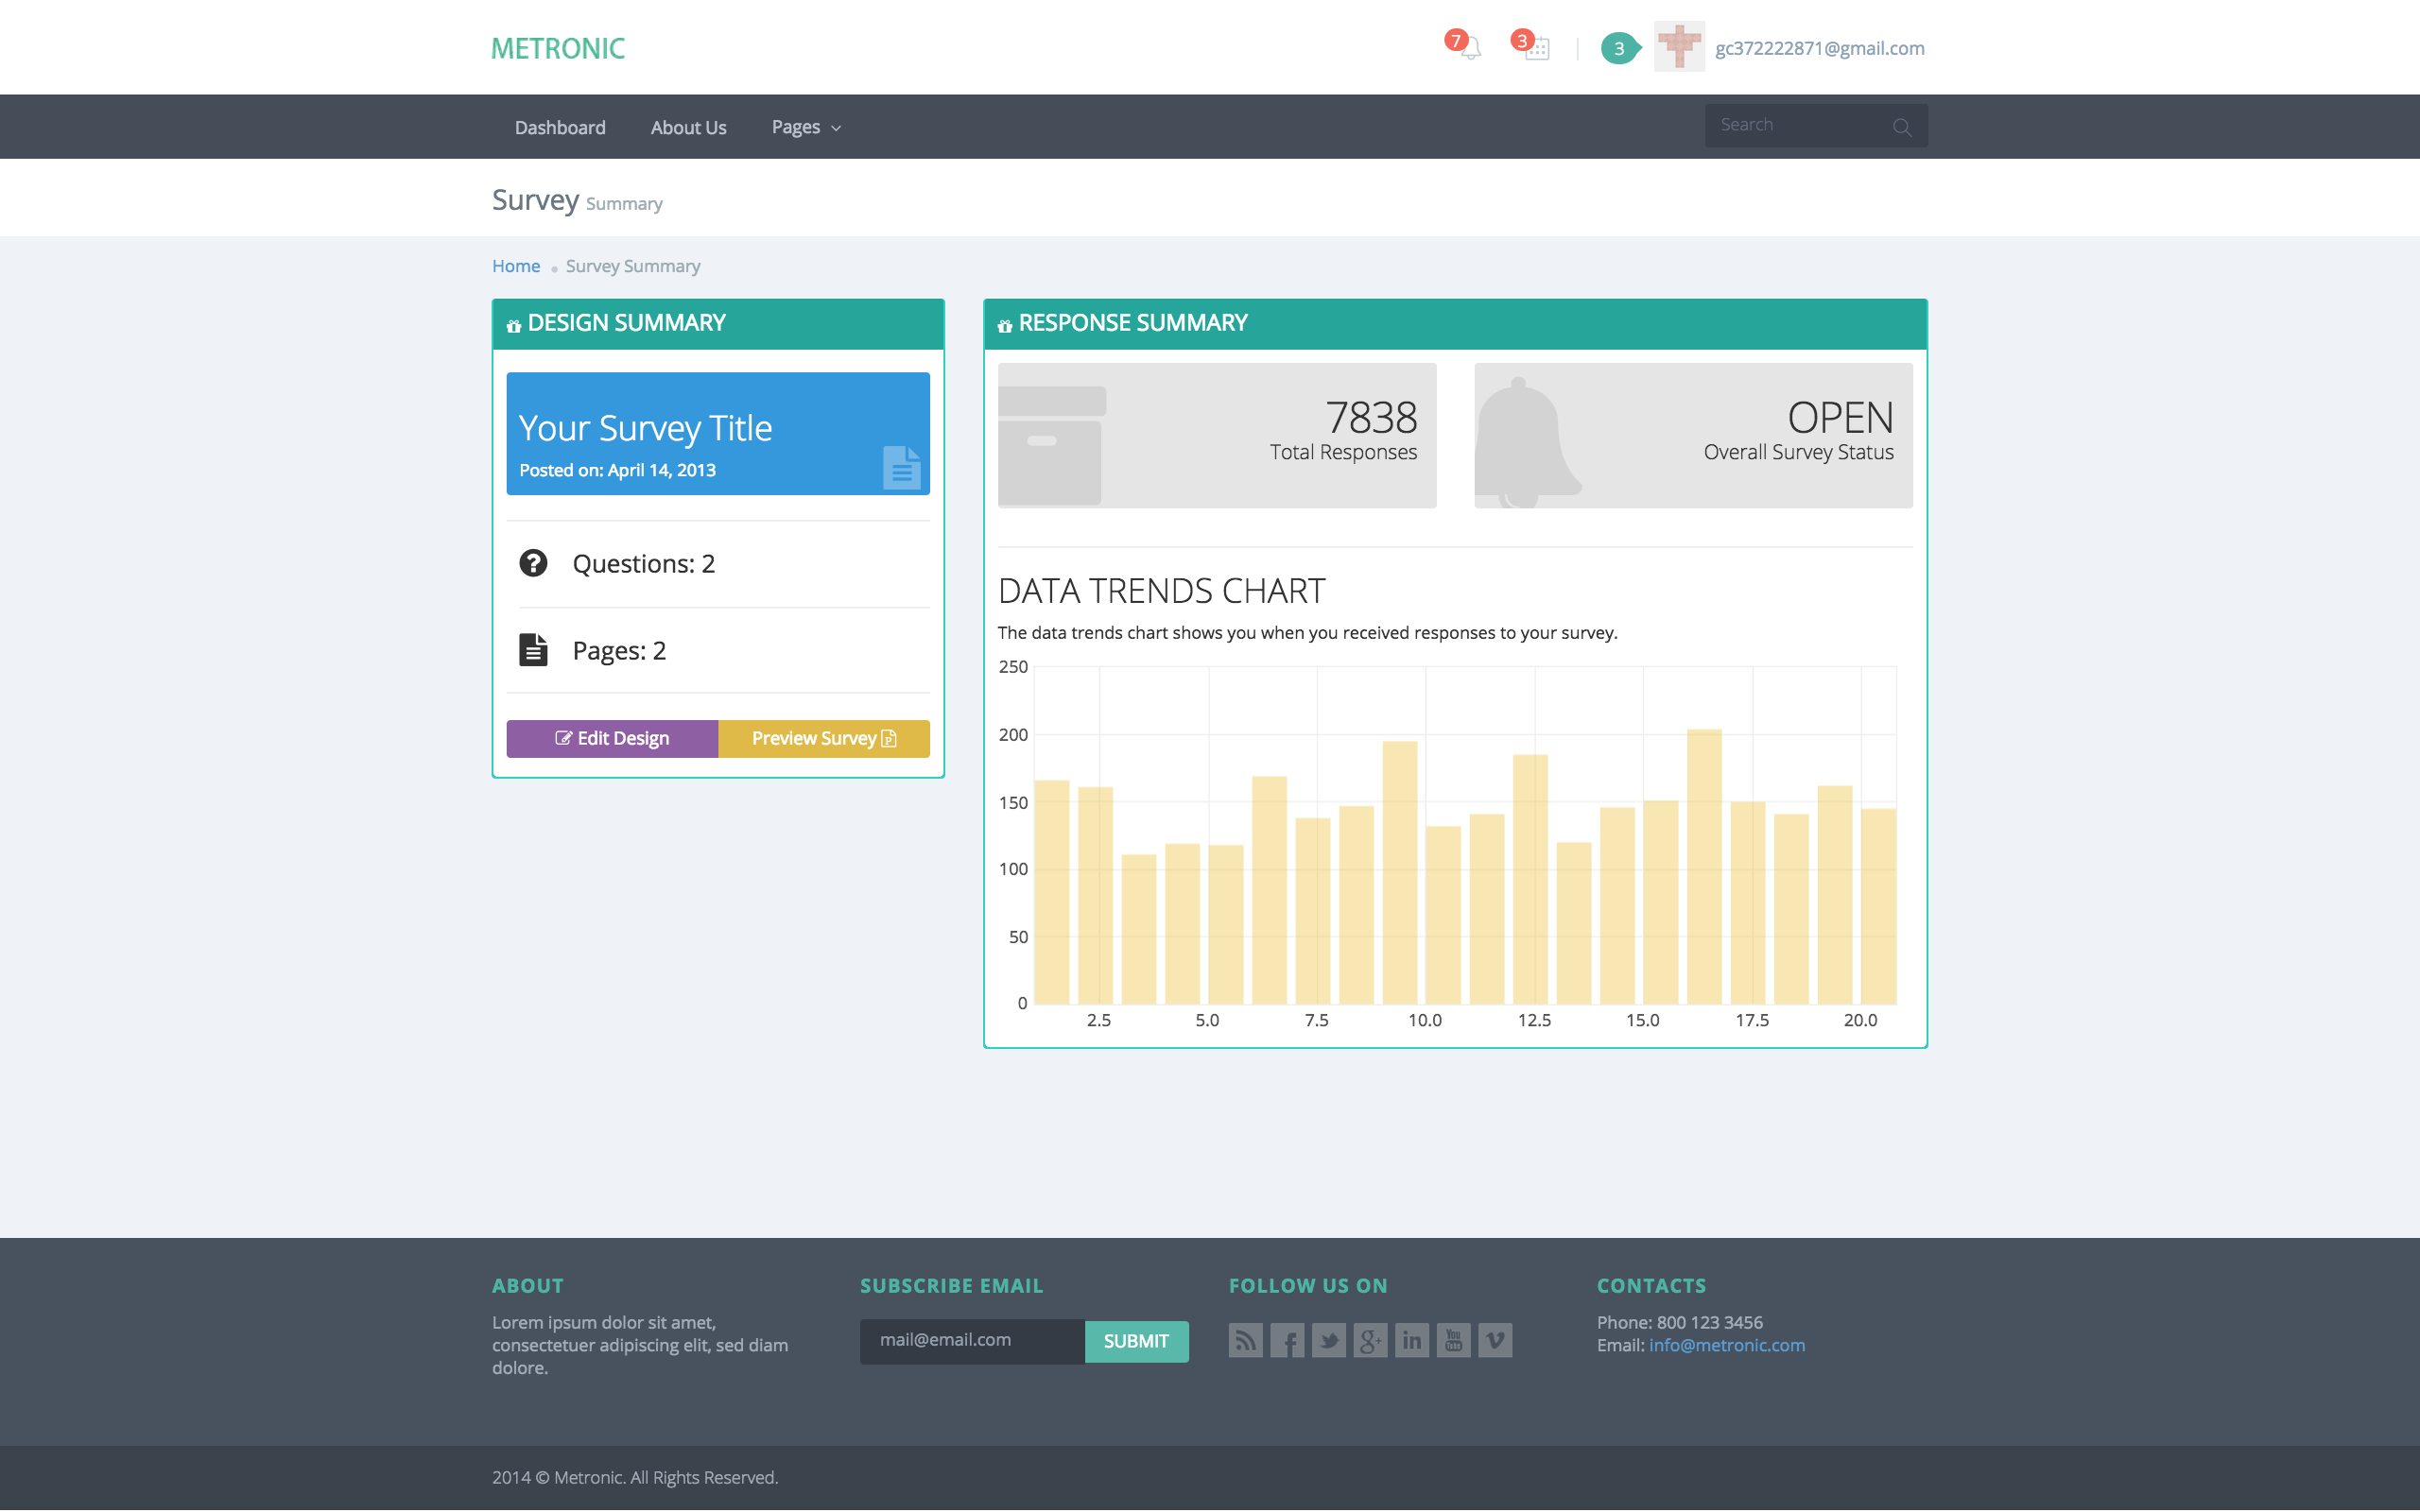 METRONIC
7
3
3
gc372222871@gmail.com
Dashboard
About Us
Pages
Search
Survey Summary
Home
Survey Summary
DESIGN SUMMARY
Your Survey Title
Posted on: April 14, 2013
Questions: 2
Pages: 2
Edit Design
Preview Survey
RESPONSE SUMMARY
7838
Total Responses
OPEN
Overall Survey Status
DATA TRENDS CHART
The data trends chart shows you when you received responses to your survey.
250
200
150
100
50
0
2.5 5.0 7.5 10.0 12.5 15.0 17.5 20.0
ABOUT
Lorem ipsum dolor sit amet,
consectetuer adipiscing elit, sed diam
dolore.
SUBSCRIBE EMAIL
mail@email.com
SUBMIT
FOLLOW US ON
You
Tube
CONTACTS
Phone: 800 123 3456
Email: info@metronic.com
2014 © Metronic. All Rights Reserved.